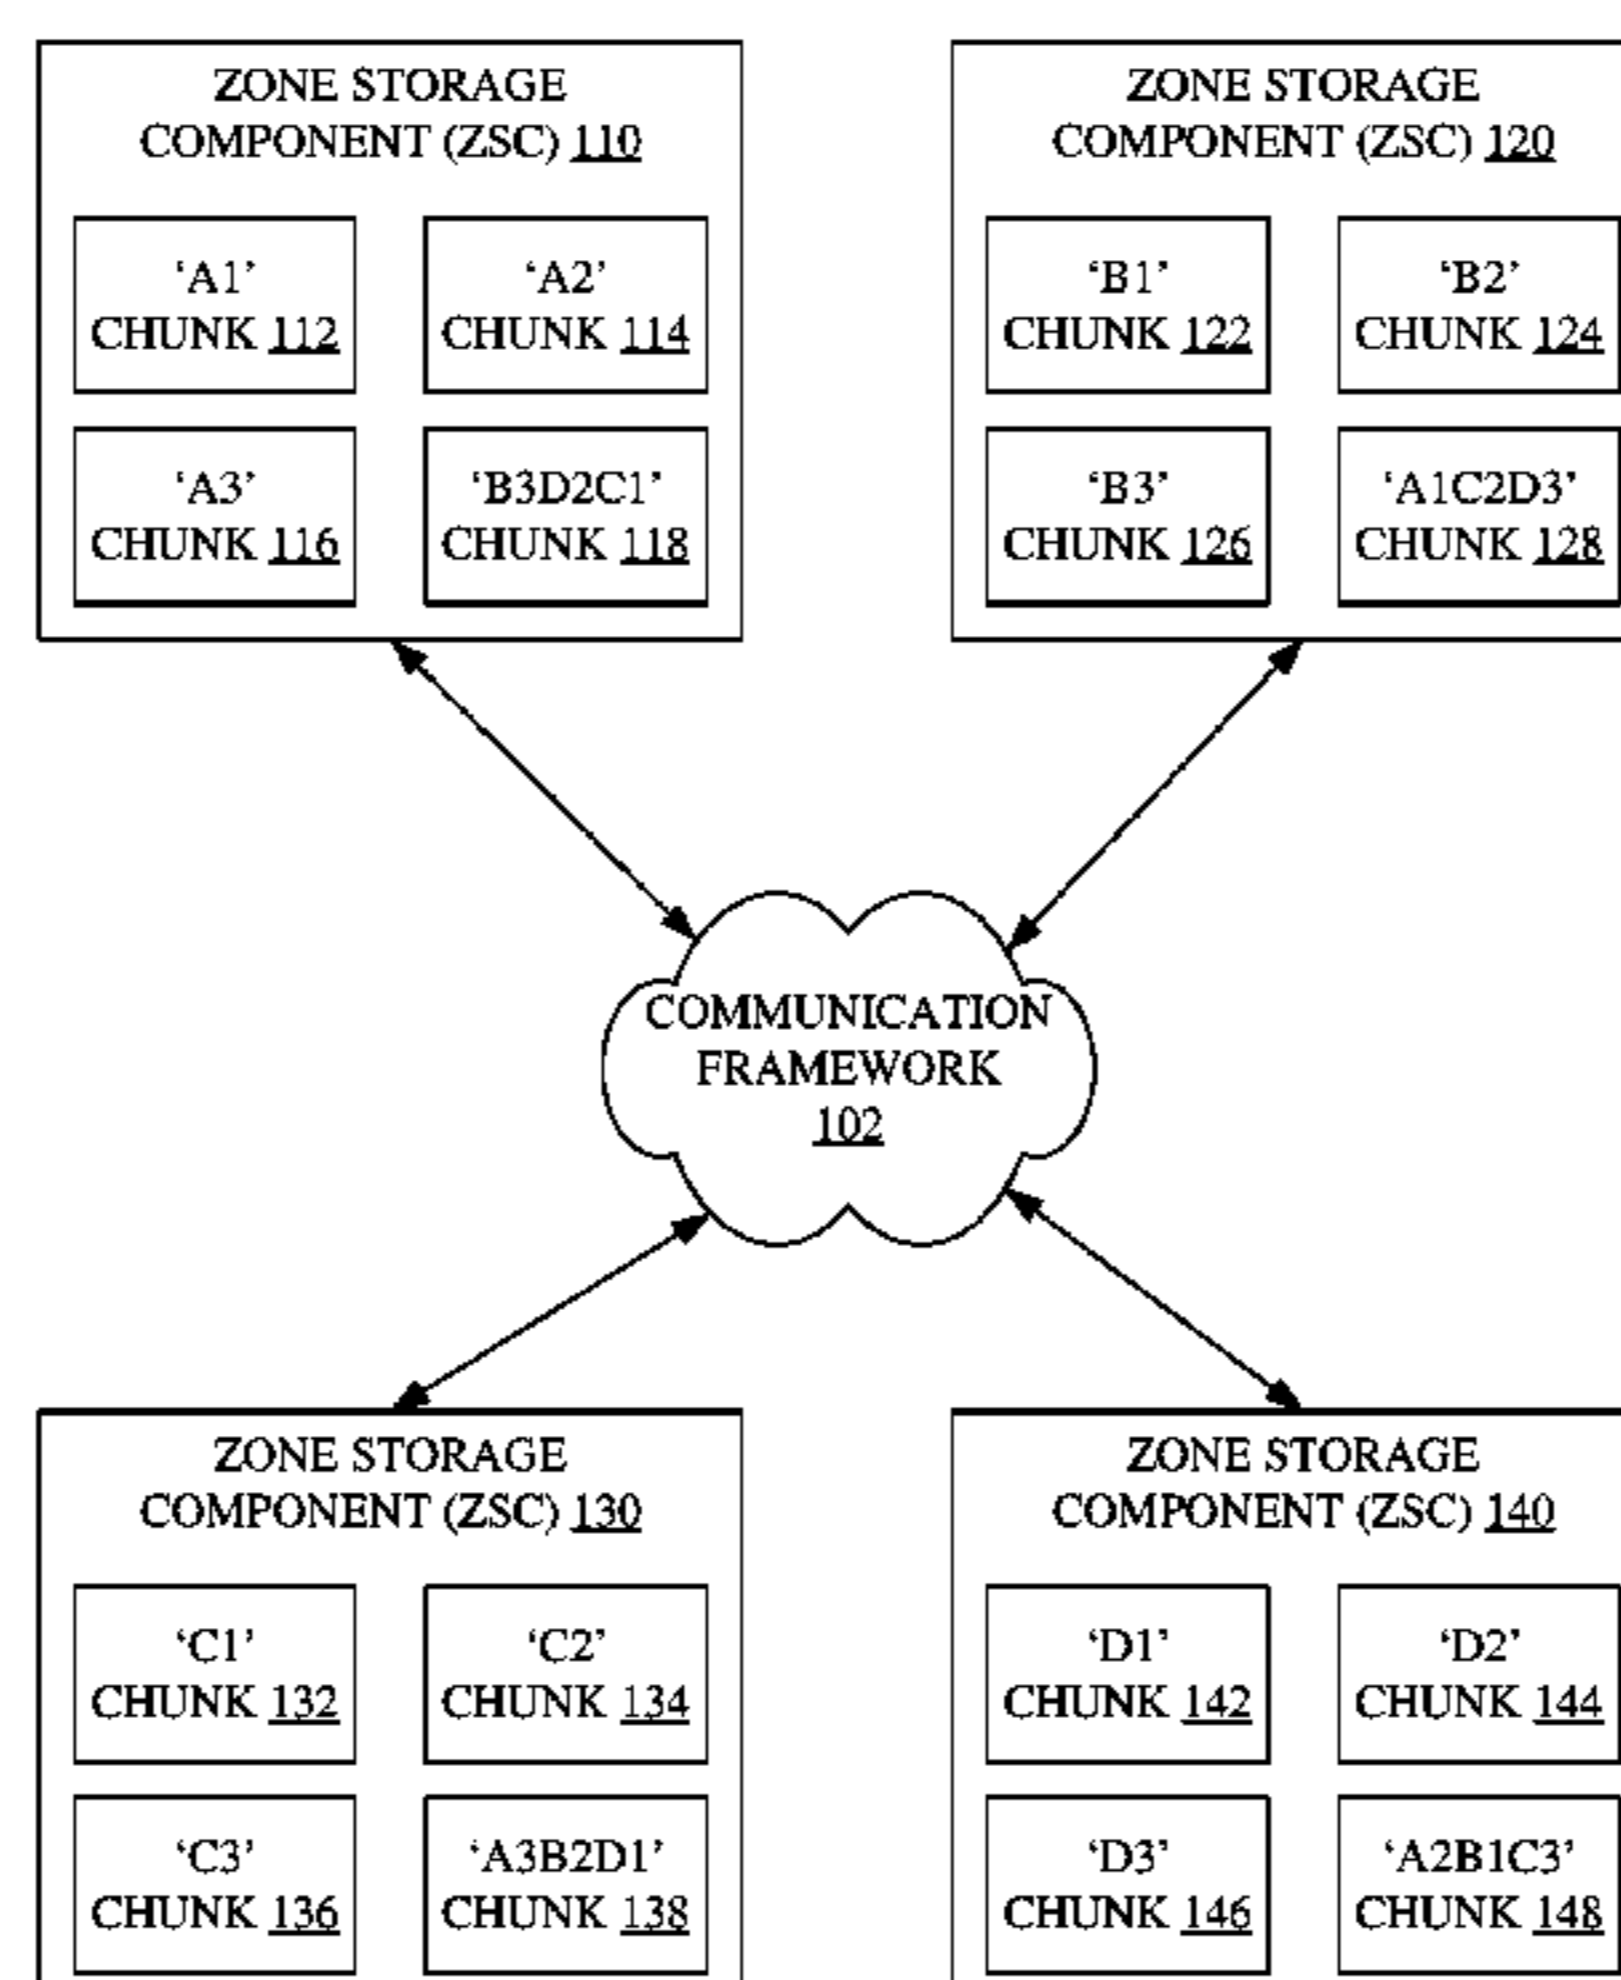 ZONE STORAGE
COMPONENT (ZSC) 110
‘A1’
CHUNK 112
‘A2’
CHUNK 114
‘A3’
CHUNK 116
‘B3D2C1’
CHUNK 118
ZONE STORAGE
COMPONENT (ZSC) 120
‘B1’
CHUNK 122
‘B2’
CHUNK 124
‘B3’
CHUNK 126
‘A1C2D3’
CHUNK 128
COMMUNICATION
FRAMEWORK
102
ZONE STORAGE
COMPONENT (ZSC) 130
‘C1’
CHUNK 132
‘C2’
CHUNK 134
‘C3’
CHUNK 136
‘A3B2D1’
CHUNK 138
ZONE STORAGE
COMPONENT (ZSC) 140
‘D1’
CHUNK 142
‘D2’
CHUNK 144
‘D3’
CHUNK 146
‘A2B1C3’
CHUNK 148